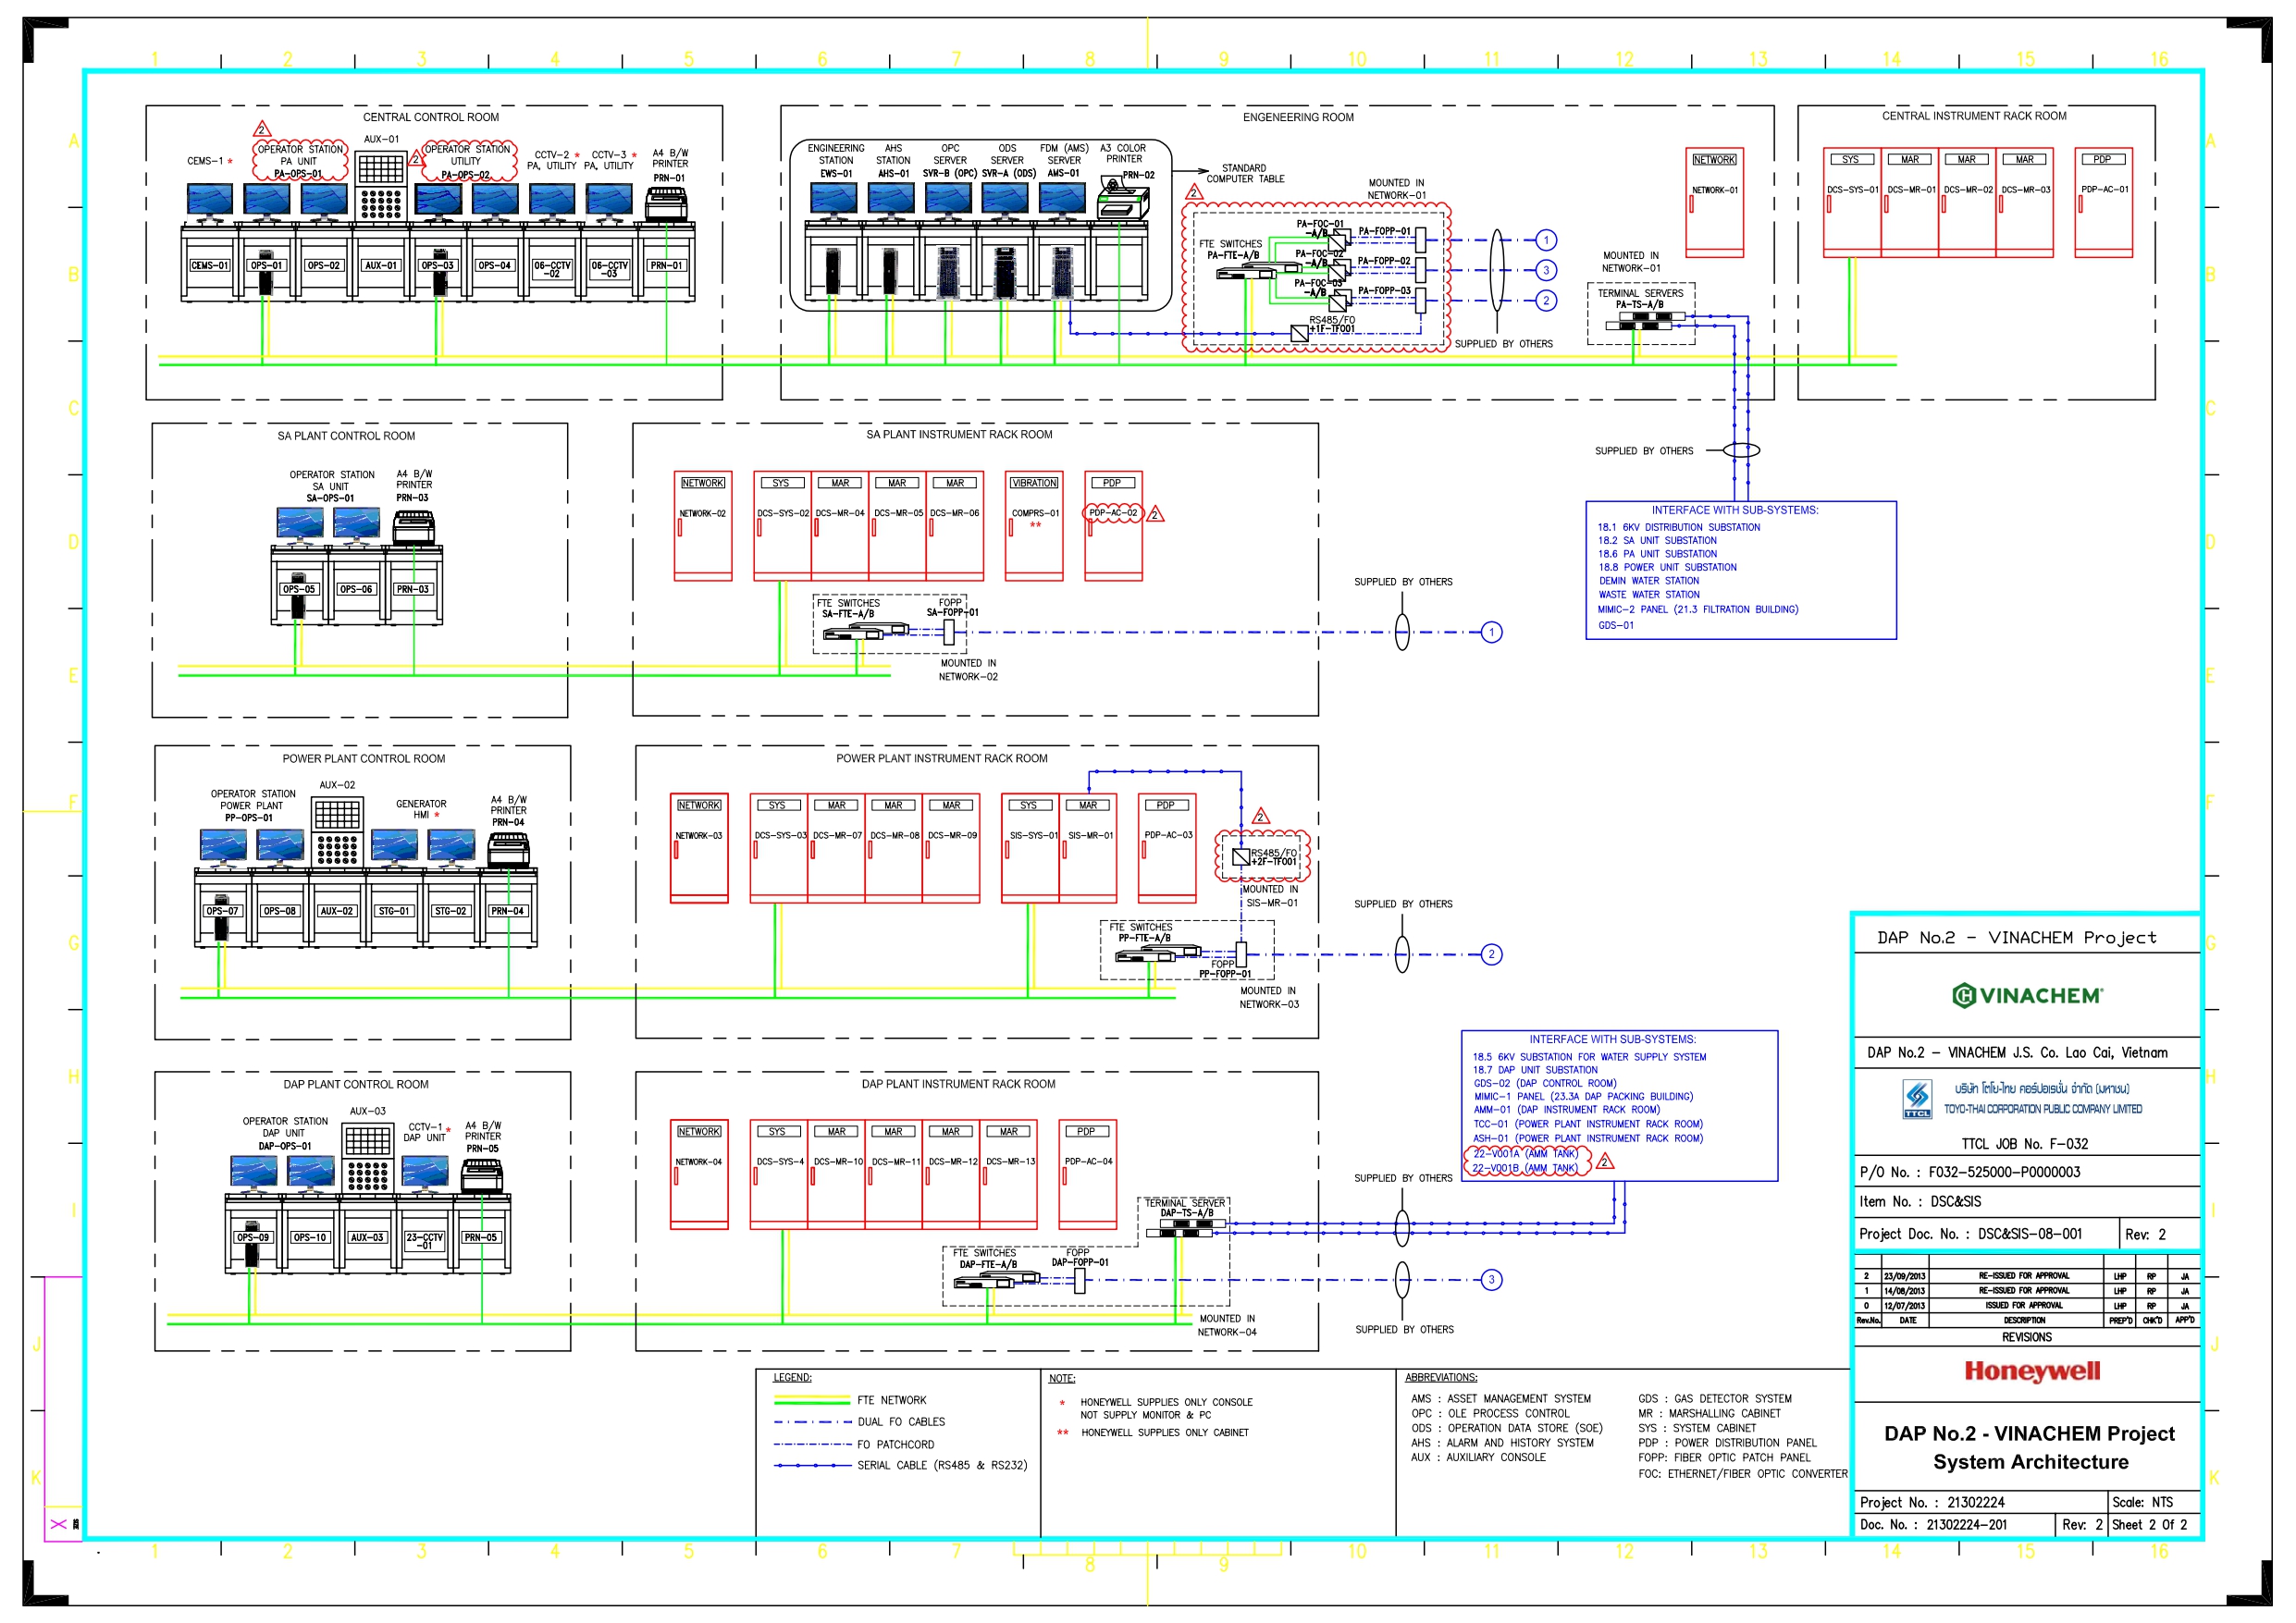 1 2 3 4 5 6 7 8 9 10 11 12 13 14 15 16
A
B
C
D
E
F
G
H
I
J
K
CENTRAL CONTROL ROOM
CEMS-1 *
2
OPERATOR STATION
PA UNIT
PA-OPS-01
AUX-01
2
OPERATOR STATION
UTILITY
PA-OPS-02
CCTV-2 *
PA, UTILITY
CCTV-3 *
PA, UTILITY
A4 B/W
PRINTER
PRN-01
CEMS-01
OPS-01
OPS-02
AUX-01
OPS-03
OPS-04
06-CCTV
-02
06-CCTV
-03
PRN-01
ENGENEERING ROOM
ENGINEERING
STATION
EWS-01
AHS
STATION
AHS-01
OPC
SERVER
SVR-B (OPC)
ODS
SERVER
SVR-A (ODS)
FDM (AMS)
SERVER
AMS-01
A3 COLOR
PRINTER
PRN-02
STANDARD
COMPUTER TABLE
2
MOUNTED IN
NETWORK-01
FTE SWITCHES
PA-FTE-A/B
PA-FOC-01
-A/B
PA-FOPP-01
PA-FOC-02
-A/B
PA-FOPP-02
PA-FOC-03
-A/B
PA-FOPP-03
RS485/FO
+1F-TF001
1
3
2
SUPPLIED BY OTHERS
NETWORK
NETWORK-01
MOUNTED IN
NETWORK-01
TERMINAL SERVERS
PA-TS-A/B
CENTRAL INSTRUMENT RACK ROOM
SYS
MAR
MAR
MAR
PDP
DCS-SYS-01
DCS-MR-01
DCS-MR-02
DCS-MR-03
PDP-AC-01
SUPPLIED BY OTHERS
INTERFACE WITH SUB-SYSTEMS:
18.1 6KV DISTRIBUTION SUBSTATION
18.2 SA UNIT SUBSTATION
18.6 PA UNIT SUBSTATION
18.8 POWER UNIT SUBSTATION
DEMIN WATER STATION
WASTE WATER STATION
MIMIC-2 PANEL (21.3 FILTRATION BUILDING)
GDS-01
SA PLANT CONTROL ROOM
OPERATOR STATION
SA UNIT
SA-OPS-01
A4 B/W
PRINTER
PRN-03
OPS-05
OPS-06
PRN-03
SA PLANT INSTRUMENT RACK ROOM
NETWORK
SYS
MAR
MAR
MAR
VIBRATION
PDP
NETWORK-02
DCS-SYS-02
DCS-MR-04
DCS-MR-05
DCS-MR-06
COMPRS-01
**
PDP-AC-02
2
FTE SWITCHES
SA-FTE-A/B
FOPP
SA-FOPP-01
MOUNTED IN
NETWORK-02
SUPPLIED BY OTHERS
1
POWER PLANT CONTROL ROOM
OPERATOR STATION
POWER PLANT
PP-OPS-01
AUX-02
GENERATOR
HMI *
A4 B/W
PRINTER
PRN-04
OPS-07
OPS-08
AUX-02
STG-01
STG-02
PRN-04
POWER PLANT INSTRUMENT RACK ROOM
NETWORK
SYS
MAR
MAR
MAR
SYS
MAR
PDP
NETWORK-03
DCS-SYS-03
DCS-MR-07
DCS-MR-08
DCS-MR-09
SIS-SYS-01
SIS-MR-01
PDP-AC-03
2
RS485/FO
+2F-TF001
MOUNTED IN
SIS-MR-01
FTE SWITCHES
PP-FTE-A/B
FOPP
PP-FOPP-01
MOUNTED IN
NETWORK-03
SUPPLIED BY OTHERS
2
DAP PLANT CONTROL ROOM
OPERATOR STATION
DAP UNIT
DAP-OPS-01
AUX-03
CCTV-1 *
DAP UNIT
A4 B/W
PRINTER
PRN-05
OPS-09
OPS-10
AUX-03
23-CCTV
-01
PRN-05
DAP PLANT INSTRUMENT RACK ROOM
NETWORK
SYS
MAR
MAR
MAR
MAR
PDP
NETWORK-04
DCS-SYS-4
DCS-MR-10
DCS-MR-11
DCS-MR-12
DCS-MR-13
PDP-AC-04
TERMINAL SERVER
DAP-TS-A/B
FTE SWITCHES
DAP-FTE-A/B
FOPP
DAP-FOPP-01
MOUNTED IN
NETWORK-04
SUPPLIED BY OTHERS
3
SUPPLIED BY OTHERS
INTERFACE WITH SUB-SYSTEMS:
18.5 6KV SUBSTATION FOR WATER SUPPLY SYSTEM
18.7 DAP UNIT SUBSTATION
GDS-02 (DAP CONTROL ROOM)
MIMIC-1 PANEL (23.3A DAP PACKING BUILDING)
AMM-01 (DAP INSTRUMENT RACK ROOM)
TCC-01 (POWER PLANT INSTRUMENT RACK ROOM)
ASH-01 (POWER PLANT INSTRUMENT RACK ROOM)
22-V001A (AMM TANK)
22-V001B (AMM TANK)
2
LEGEND:
FTE NETWORK
DUAL FO CABLES
FO PATCHCORD
SERIAL CABLE (RS485 & RS232)
NOTE:
* HONEYWELL SUPPLIES ONLY CONSOLE
NOT SUPPLY MONITOR & PC
** HONEYWELL SUPPLIES ONLY CABINET
ABBREVIATIONS:
AMS : ASSET MANAGEMENT SYSTEM
OPC : OLE PROCESS CONTROL
ODS : OPERATION DATA STORE (SOE)
AHS : ALARM AND HISTORY SYSTEM
AUX : AUXILIARY CONSOLE
GDS : GAS DETECTOR SYSTEM
MR : MARSHALLING CABINET
SYS : SYSTEM CABINET
PDP : POWER DISTRIBUTION PANEL
FOPP: FIBER OPTIC PATCH PANEL
FOC: ETHERNET/FIBER OPTIC CONVERTER
DAP No.2 - VINACHEM Project
VINACHEM
DAP No.2 - VINACHEM J.S. Co. Lao Cai, Vietnam
TTCL
บริษัท โตโย-ไทย คอร์ปอเรชั่น จำกัด (มหาชน)
TOYO-THAI CORPORATION PUBLIC COMPANY LIMITED
TTCL JOB No. F-032
P/O No. : F032-525000-P0000003
Item No. : DSC&SIS
Project Doc. No. : DSC&SIS-08-001 Rev: 2
2 23/09/2013 RE-ISSUED FOR APPROVAL LHP RP JA
1 14/08/2013 RE-ISSUED FOR APPROVAL LHP RP JA
0 12/07/2013 ISSUED FOR APPROVAL LHP RP JA
Rev.No. DATE DESCRIPTION PREP'D CHK'D APP'D
REVISIONS
Honeywell
DAP No.2 - VINACHEM Project
System Architecture
Project No. : 21302224 Scale: NTS
Doc. No. : 21302224-201 Rev: 2 Sheet 2 Of 2
1 2 3 4 5 6 7 8 9 10 11 12 13 14 15 16